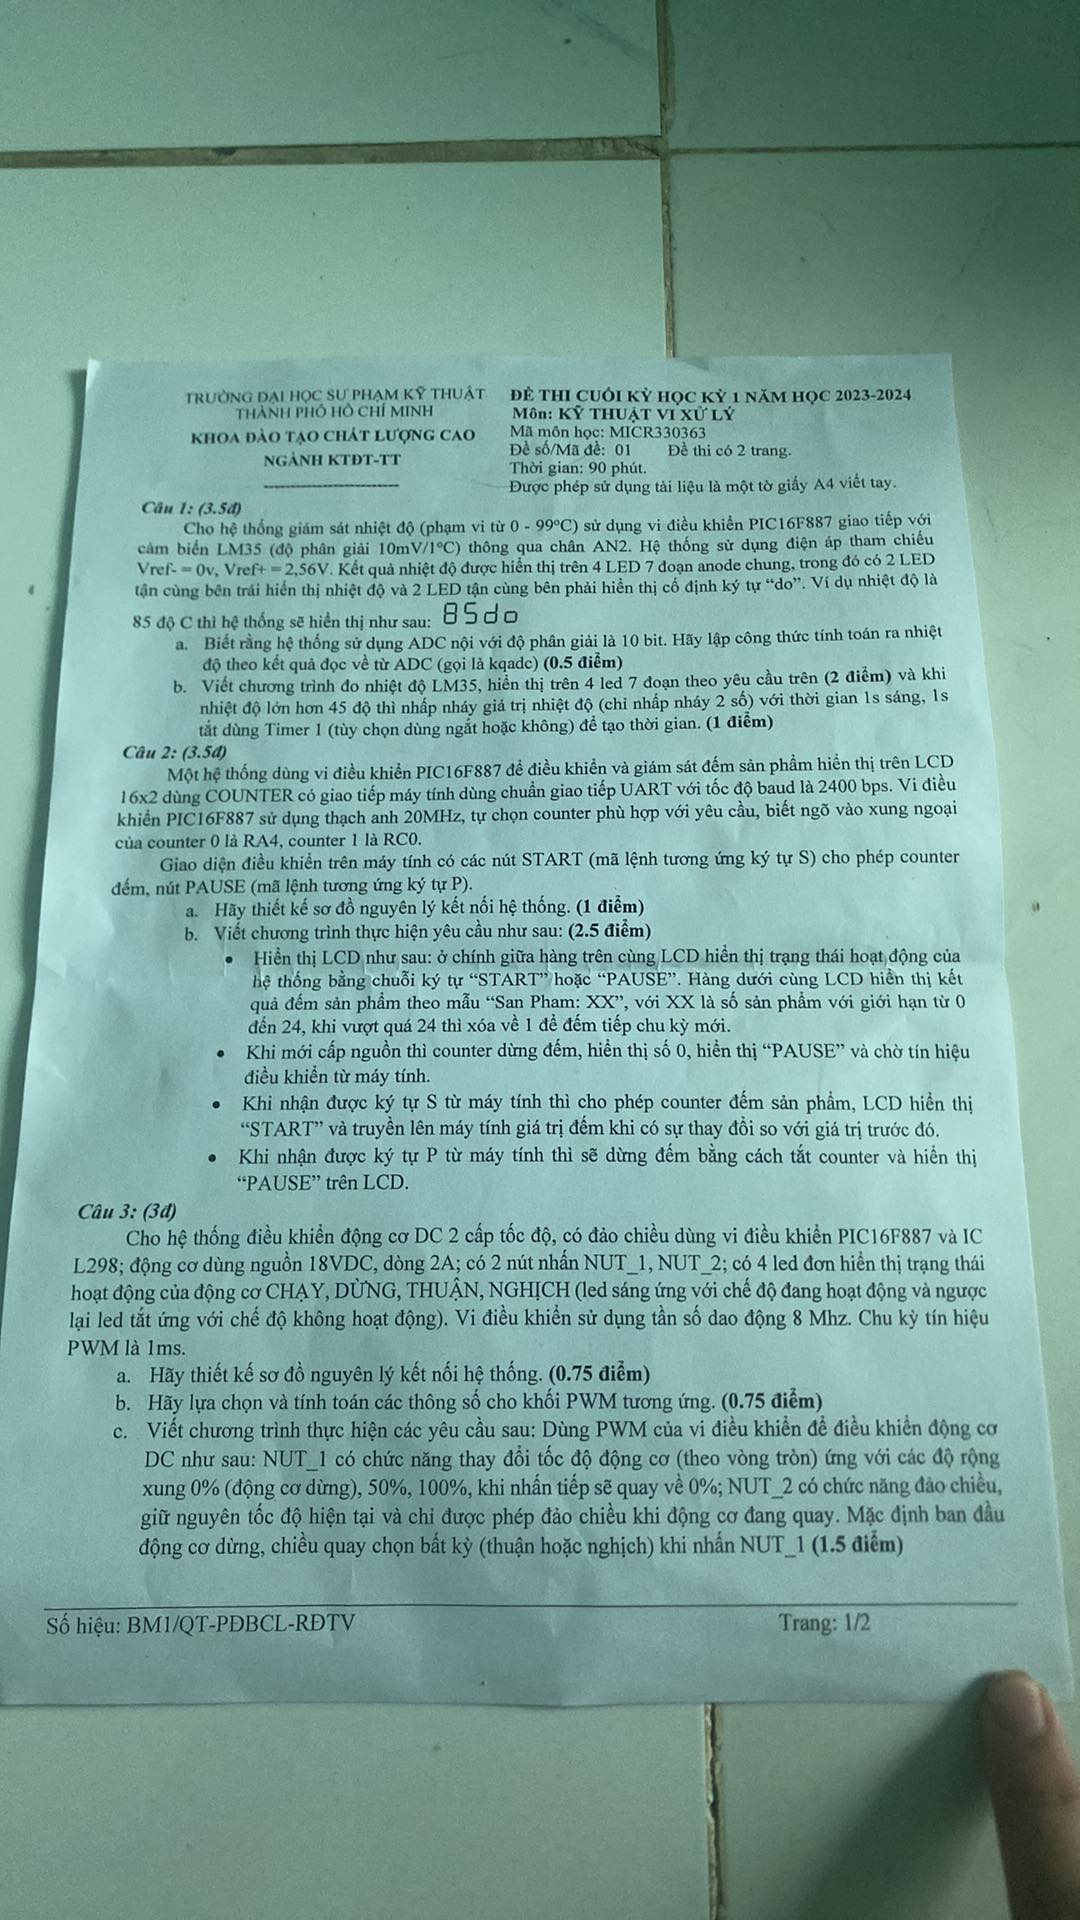 TRƯỜNG ĐẠI HỌC SƯ PHẠM KỸ THUẬT
THÀNH PHỐ HỒ CHÍ MINH
KHOA ĐÀO TẠO CHẤT LƯỢNG CAO
NGÀNH KTĐT-TT
ĐỀ THI CUỐI KỲ HỌC KỲ 1 NĂM HỌC 2023-2024
Môn: KỸ THUẬT VI XỬ LÝ
Mã môn học: MICR330363
Đề số/Mã đề: 01 Đề thi có 2 trang.
Thời gian: 90 phút.
Được phép sử dụng tài liệu là một tờ giấy A4 viết tay.
Câu 1: (3.5đ)
Cho hệ thống giám sát nhiệt độ (phạm vi từ 0 - 99°C) sử dụng vi điều khiển PIC16F887 giao tiếp với
cảm biến LM35 (độ phân giải 10mV/1°C) thông qua chân AN2. Hệ thống sử dụng điện áp tham chiếu
Vref- = 0v, Vref+ = 2,56V. Kết quả nhiệt độ được hiển thị trên 4 LED 7 đoạn anode chung, trong đó có 2 LED
tận cùng bên trái hiển thị nhiệt độ và 2 LED tận cùng bên phải hiển thị cố định ký tự “do”. Ví dụ nhiệt độ là
85 độ C thì hệ thống sẽ hiển thị như sau: 85do
a. Biết rằng hệ thống sử dụng ADC nội với độ phân giải là 10 bit. Hãy lập công thức tính toán ra nhiệt
độ theo kết quả đọc về từ ADC (gọi là kqadc) (0.5 điểm)
b. Viết chương trình đo nhiệt độ LM35, hiển thị trên 4 led 7 đoạn theo yêu cầu trên (2 điểm) và khi
nhiệt độ lớn hơn 45 độ thì nhấp nháy giá trị nhiệt độ (chỉ nhấp nháy 2 số) với thời gian 1s sáng, 1s
tắt dùng Timer 1 (tùy chọn dùng ngắt hoặc không) để tạo thời gian. (1 điểm)
Câu 2: (3.5đ)
Một hệ thống dùng vi điều khiển PIC16F887 để điều khiển và giám sát đếm sản phẩm hiển thị trên LCD
16x2 dùng COUNTER có giao tiếp máy tính dùng chuẩn giao tiếp UART với tốc độ baud là 2400 bps. Vi điều
khiển PIC16F887 sử dụng thạch anh 20MHz, tự chọn counter phù hợp với yêu cầu, biết ngõ vào xung ngoại
của counter 0 là RA4, counter 1 là RC0.
Giao diện điều khiển trên máy tính có các nút START (mã lệnh tương ứng ký tự S) cho phép counter
đếm, nút PAUSE (mã lệnh tương ứng ký tự P).
a. Hãy thiết kế sơ đồ nguyên lý kết nối hệ thống. (1 điểm)
b. Viết chương trình thực hiện yêu cầu như sau: (2.5 điểm)
• Hiển thị LCD như sau: ở chính giữa hàng trên cùng LCD hiển thị trạng thái hoạt động của
hệ thống bằng chuỗi ký tự “START” hoặc “PAUSE”. Hàng dưới cùng LCD hiển thị kết
quả đếm sản phẩm theo mẫu “San Pham: XX”, với XX là số sản phẩm với giới hạn từ 0
đến 24, khi vượt quá 24 thì xóa về 1 để đếm tiếp chu kỳ mới.
• Khi mới cấp nguồn thì counter dừng đếm, hiển thị số 0, hiển thị “PAUSE” và chờ tín hiệu
điều khiển từ máy tính.
• Khi nhận được ký tự S từ máy tính thì cho phép counter đếm sản phẩm, LCD hiển thị
“START” và truyền lên máy tính giá trị đếm khi có sự thay đổi so với giá trị trước đó.
• Khi nhận được ký tự P từ máy tính thì sẽ dừng đếm bằng cách tắt counter và hiển thị
“PAUSE” trên LCD.
Câu 3: (3đ)
Cho hệ thống điều khiển động cơ DC 2 cấp tốc độ, có đảo chiều dùng vi điều khiển PIC16F887 và IC
L298; động cơ dùng nguồn 18VDC, dòng 2A; có 2 nút nhấn NUT_1, NUT_2; có 4 led đơn hiển thị trạng thái
hoạt động của động cơ CHẠY, DỪNG, THUẬN, NGHỊCH (led sáng ứng với chế độ đang hoạt động và ngược
lại led tắt ứng với chế độ không hoạt động). Vi điều khiển sử dụng tần số dao động 8 Mhz. Chu kỳ tín hiệu
PWM là 1ms.
a. Hãy thiết kế sơ đồ nguyên lý kết nối hệ thống. (0.75 điểm)
b. Hãy lựa chọn và tính toán các thông số cho khối PWM tương ứng. (0.75 điểm)
c. Viết chương trình thực hiện các yêu cầu sau: Dùng PWM của vi điều khiển để điều khiển động cơ
DC như sau: NUT_1 có chức năng thay đổi tốc độ động cơ (theo vòng tròn) ứng với các độ rộng
xung 0% (động cơ dừng), 50%, 100%, khi nhấn tiếp sẽ quay về 0%; NUT_2 có chức năng đảo chiều,
giữ nguyên tốc độ hiện tại và chỉ được phép đảo chiều khi động cơ đang quay. Mặc định ban đầu
động cơ dừng, chiều quay chọn bất kỳ (thuận hoặc nghịch) khi nhấn NUT_1 (1.5 điểm)
Số hiệu: BM1/QT-PĐBCL-RĐTV Trang: 1/2